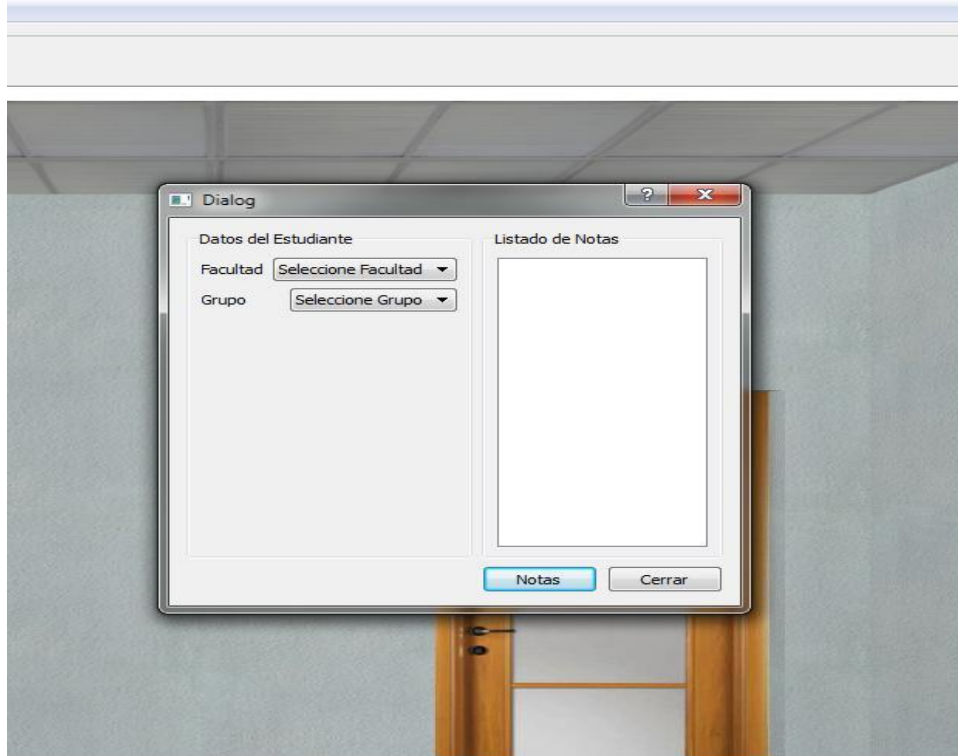 Dialog
?
X
Datos del Estudiante
Facultad Seleccione Facultad
Grupo Seleccione Grupo
Listado de Notas
Notas Cerrar